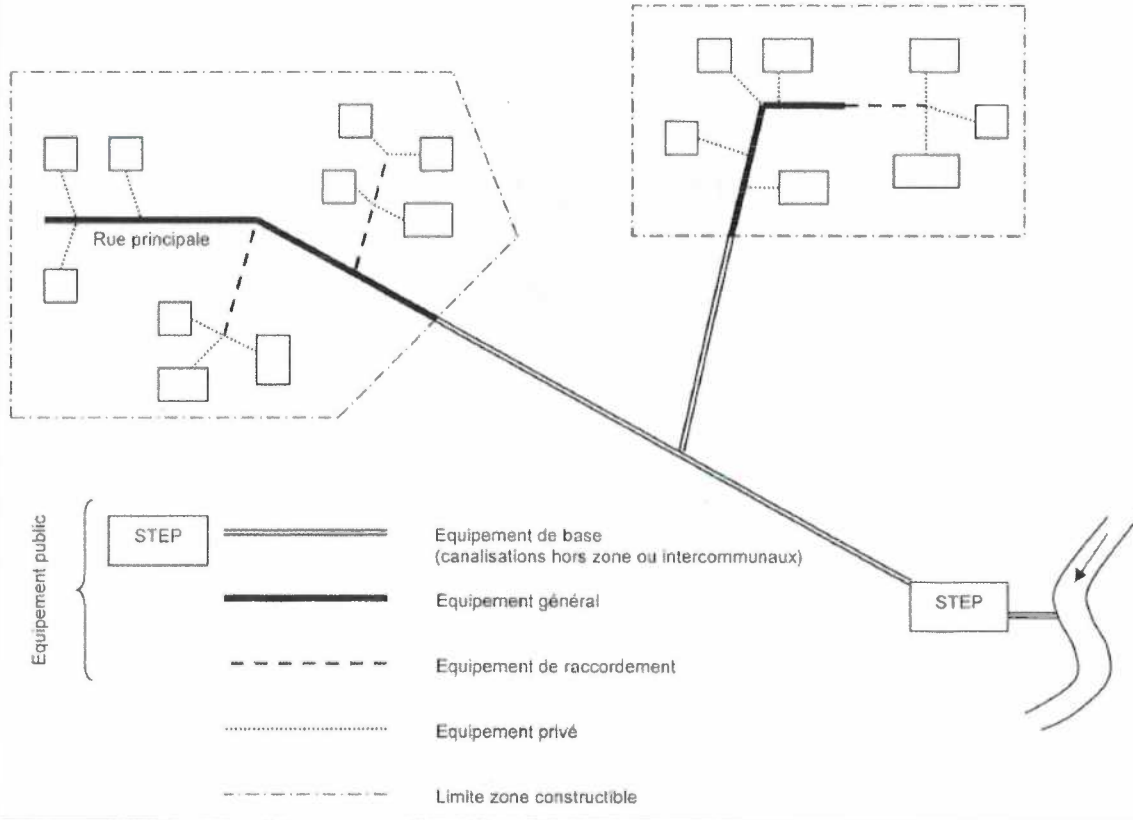 Rue principale
Equipement public
STEP
Equipement de base
(canalisations hors zone ou intercommunaux)
Equipement général
STEP
Equipement de raccordement
Equipement privé
Limite zone constructible